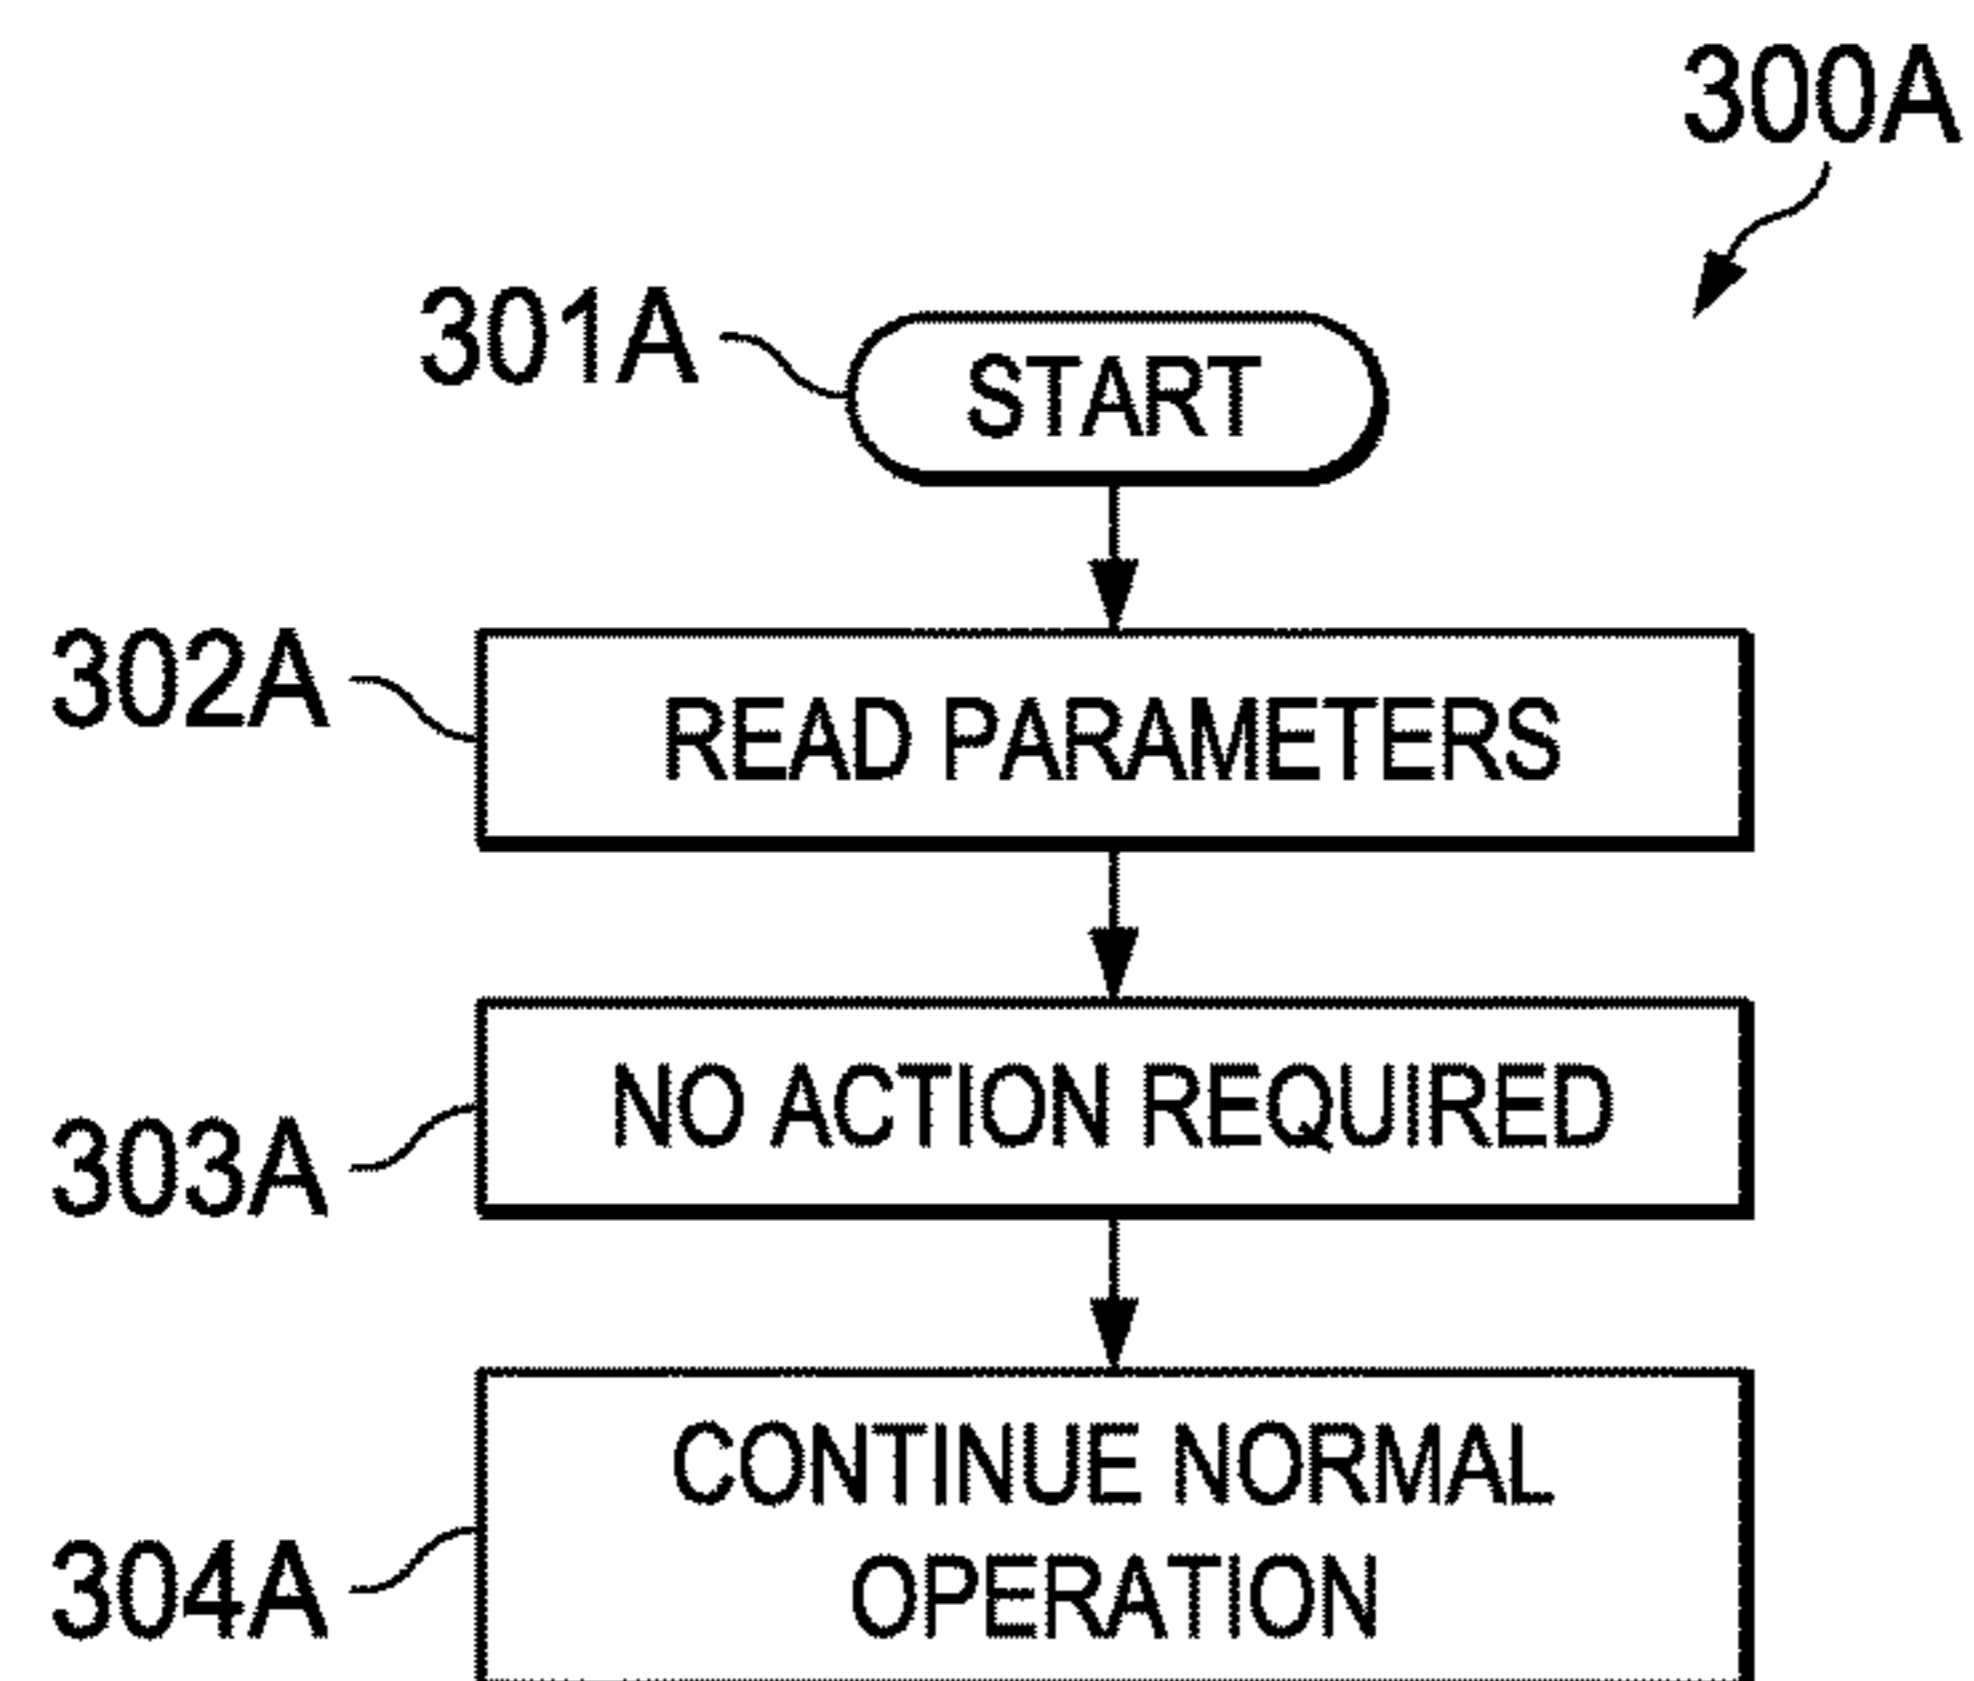 300A
301A
START
302A
READ PARAMETERS
NO ACTION REQUIRED
303A
CONTINUE NORMAL
OPERATION
304A